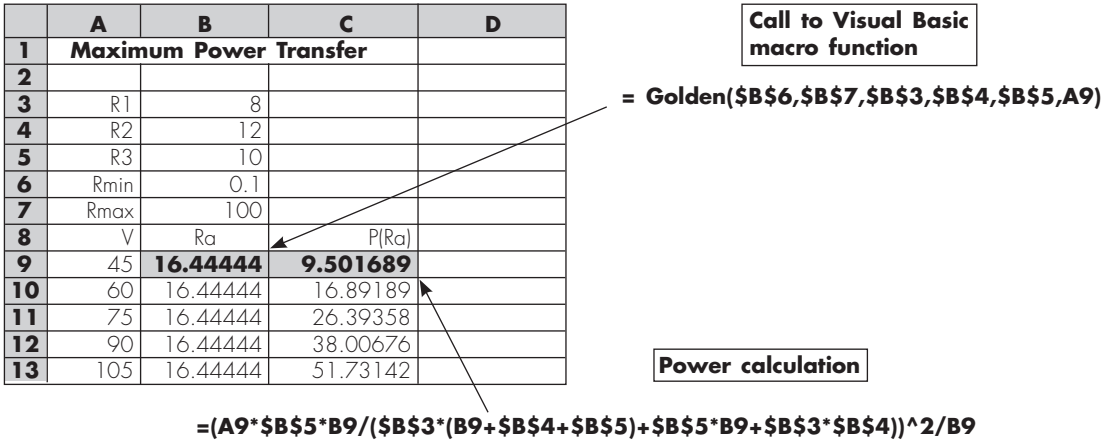 A B C D
1 Maximum Power Transfer
2
3 R1 8
4 R2 12
5 R3 10
6 Rmin 0.1
7 Rmax 100
8 V Ra P(Ra)
9 45 16.44444 9.501689
10 60 16.44444 16.89189
11 75 16.44444 26.39358
12 90 16.44444 38.00676
13 105 16.44444 51.73142
Call to Visual Basic
macro function
= Golden($B$6,$B$7,$B$3,$B$4,$B$5,A9)
Power calculation
=(A9*$B$5*B9/($B$3*(B9+$B$4+$B$5)+$B$5*B9+$B$3*$B$4))^2/B9